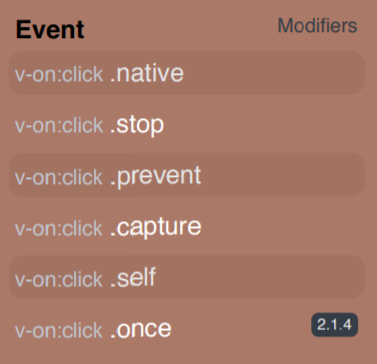 Event Modifiers
v-on:click .native
v-on:click .stop
v-on:click .prevent
v-on:click .capture
v-on:click .self
v-on:click .once 2.1.4